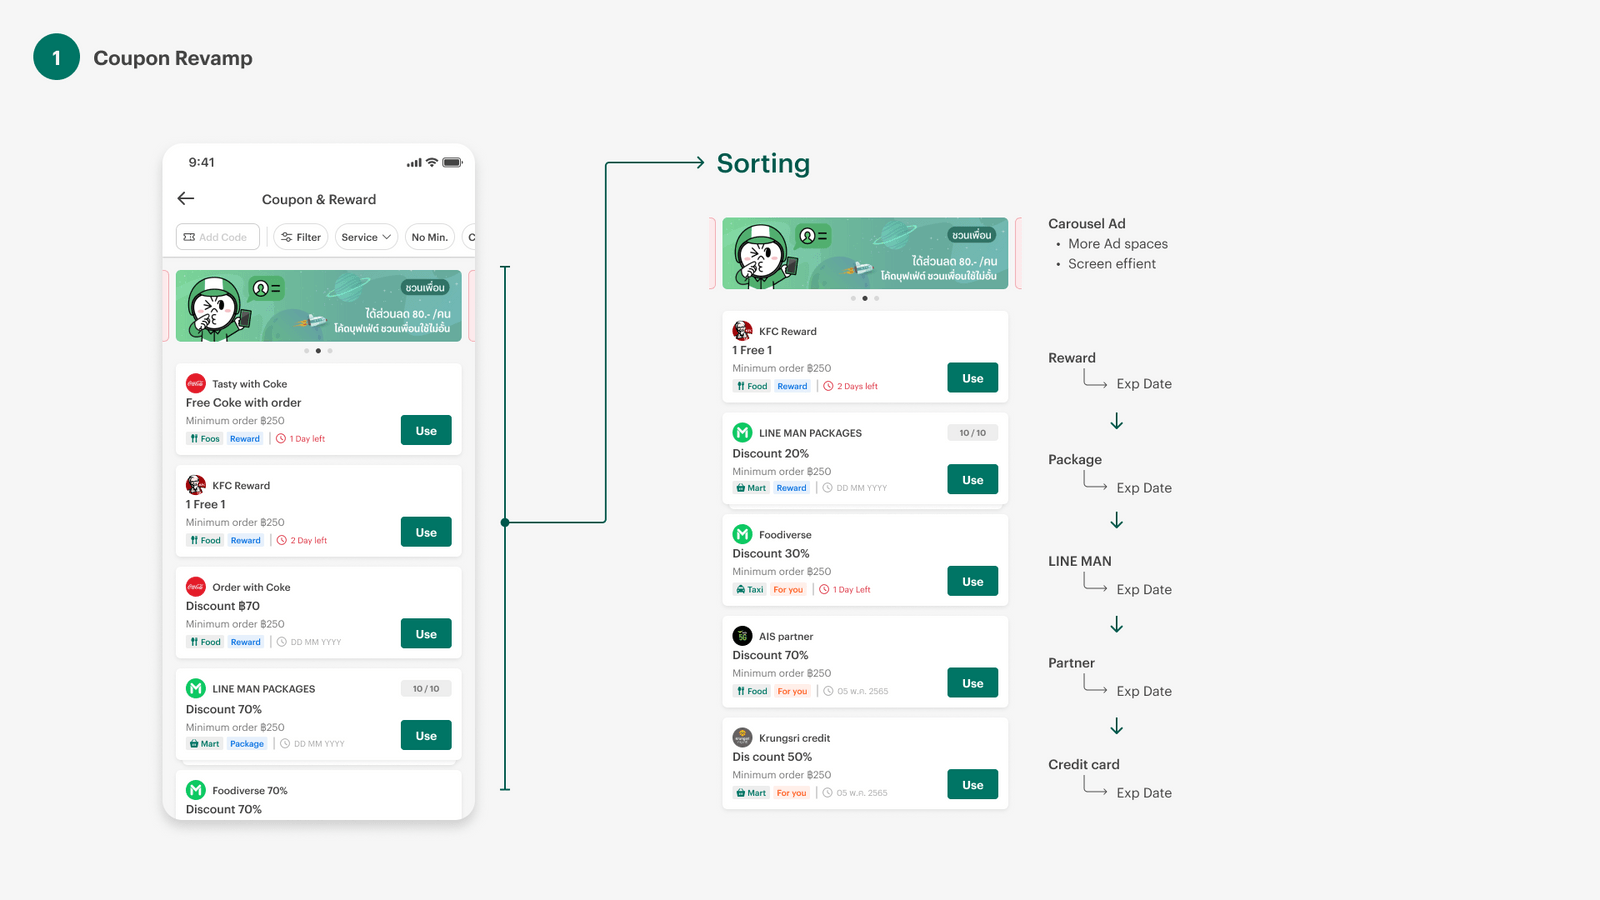 1
Coupon Revamp
9:41
Coupon & Reward
Add Code
Filter
Service
No Min.
C
ชวนเพื่อน
ได้ส่วนลด 80.- /คน
โค้ดบุฟเฟ่ต์ ชวนเพื่อนใช้ไม่อั้น
Tasty with Coke
Free Coke with order
Minimum order ฿250
Foos Reward 1 Day left
Use
KFC Reward
1 Free 1
Minimum order ฿250
Food Reward 2 Day left
Use
Order with Coke
Discount ฿70
Minimum order ฿250
Food Reward DD MM YYYY
Use
LINE MAN PACKAGES
10 / 10
Discount 70%
Minimum order ฿250
Mart Package DD MM YYYY
Use
Foodiverse 70%
Discount 70%
Sorting
ชวนเพื่อน
ได้ส่วนลด 80.- /คน
โค้ดบุฟเฟ่ต์ ชวนเพื่อนใช้ไม่อั้น
KFC Reward
1 Free 1
Minimum order ฿250
Food Reward 2 Days left
Use
LINE MAN PACKAGES
10 / 10
Discount 20%
Minimum order ฿250
Mart Reward DD MM YYYY
Use
Foodiverse
Discount 30%
Minimum order ฿250
Taxi For you 1 Day Left
Use
AIS partner
Discount 70%
Minimum order ฿250
Food For you 05 พ.ค. 2565
Use
Krungsri credit
Dis count 50%
Minimum order ฿250
Mart For you 05 พ.ค. 2565
Use
Carousel Ad
• More Ad spaces
• Screen effient
Reward
Exp Date
Package
Exp Date
LINE MAN
Exp Date
Partner
Exp Date
Credit card
Exp Date